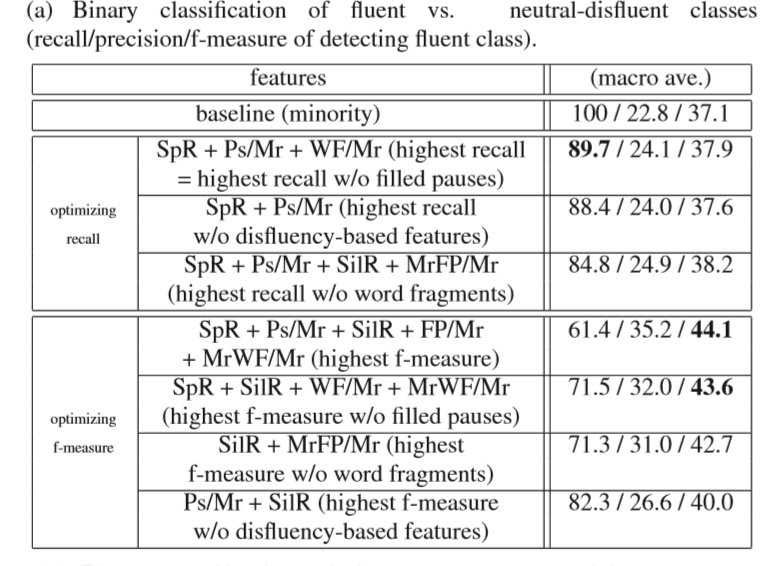 (a) Binary classification of fluent vs. neutral-disfluent classes
(recall/precision/f-measure of detecting fluent class).
features (macro ave.)
baseline (minority) 100 / 22.8 / 37.1
optimizing
recall
SpR + Ps/Mr + WF/Mr (highest recall 89.7 / 24.1 / 37.9
= highest recall w/o filled pauses)
SpR + Ps/Mr (highest recall 88.4 / 24.0 / 37.6
w/o disfluency-based features)
SpR + Ps/Mr + SilR + MrFP/Mr 84.8 / 24.9 / 38.2
(highest recall w/o word fragments)
optimizing
f-measure
SpR + Ps/Mr + SilR + FP/Mr 61.4 / 35.2 / 44.1
+ MrWF/Mr (highest f-measure)
SpR + SilR + WF/Mr + MrWF/Mr 71.5 / 32.0 / 43.6
(highest f-measure w/o filled pauses)
SilR + MrFP/Mr (highest 71.3 / 31.0 / 42.7
f-measure w/o word fragments)
Ps/Mr + SilR (highest f-measure 82.3 / 26.6 / 40.0
w/o disfluency-based features)